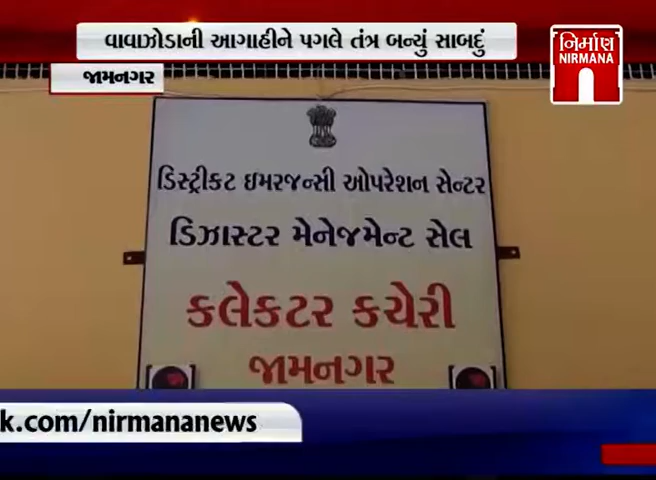 વાવાઝોડાની આગાહીને પગલે તંત્ર બન્યું સાબદું
જામનગર
નિર્માણ
NIRMANA
ડિસ્ટ્રીકટ ઇમરજન્સી ઓપરેશન સેન્ટર
ડિઝાસ્ટર મેનેજમેન્ટ સેલ
કલેકટર કચેરી
જામનગર
k.com/nirmananews